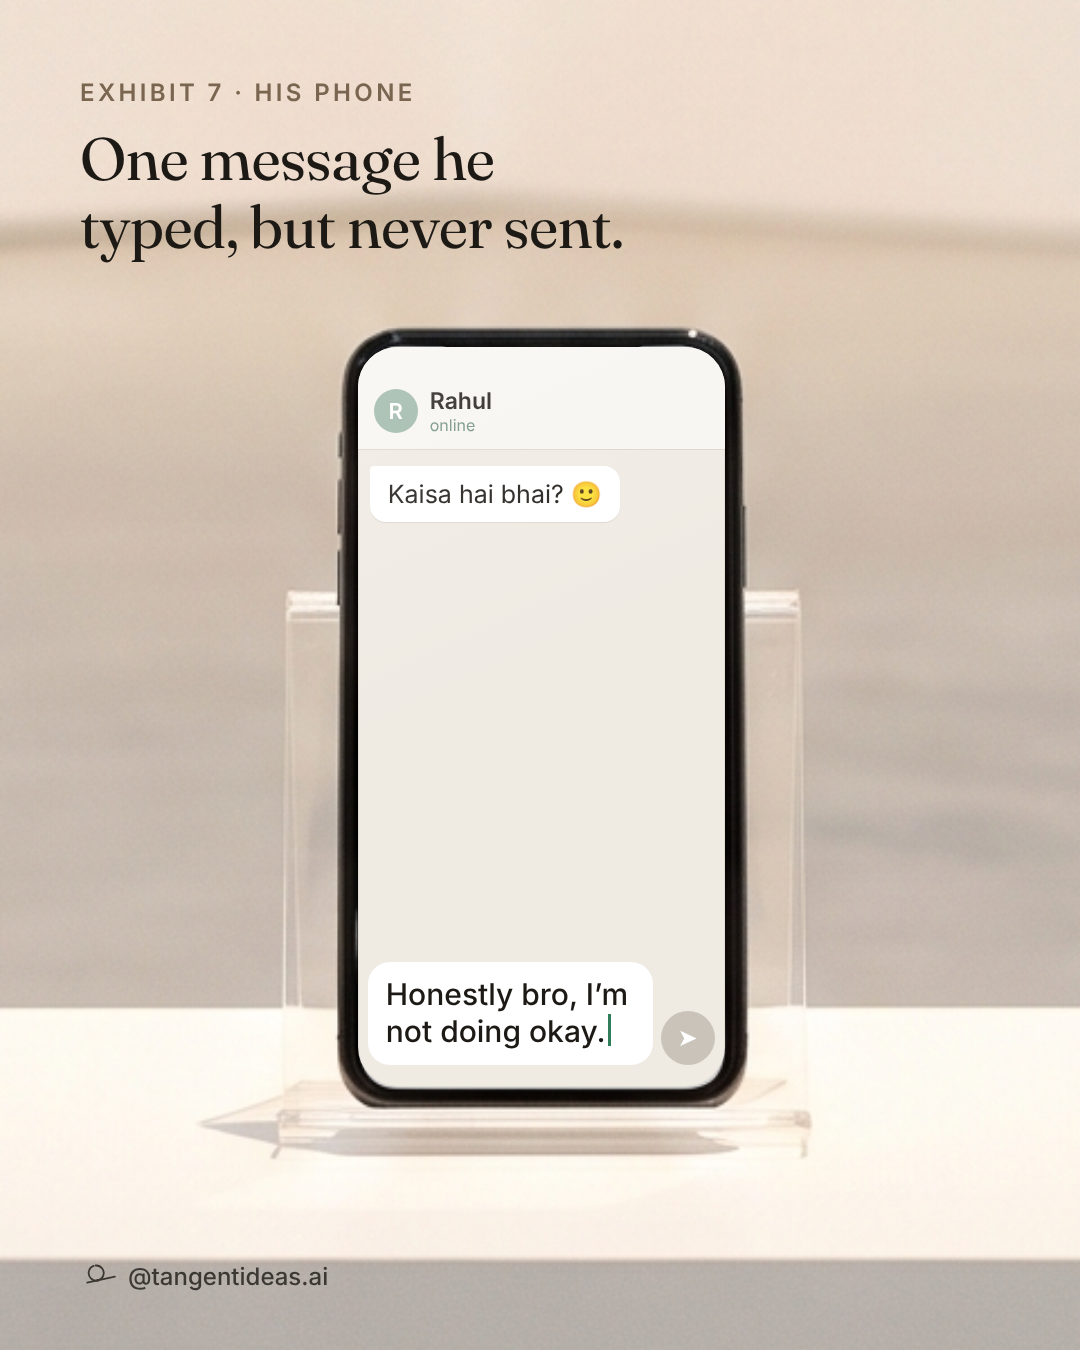 EXHIBIT 7 · HIS PHONE
One message he
typed, but never sent.
R
Rahul
online
Kaisa hai bhai? 🙂
Honestly bro, I’m
not doing okay.
@tangentideas.ai